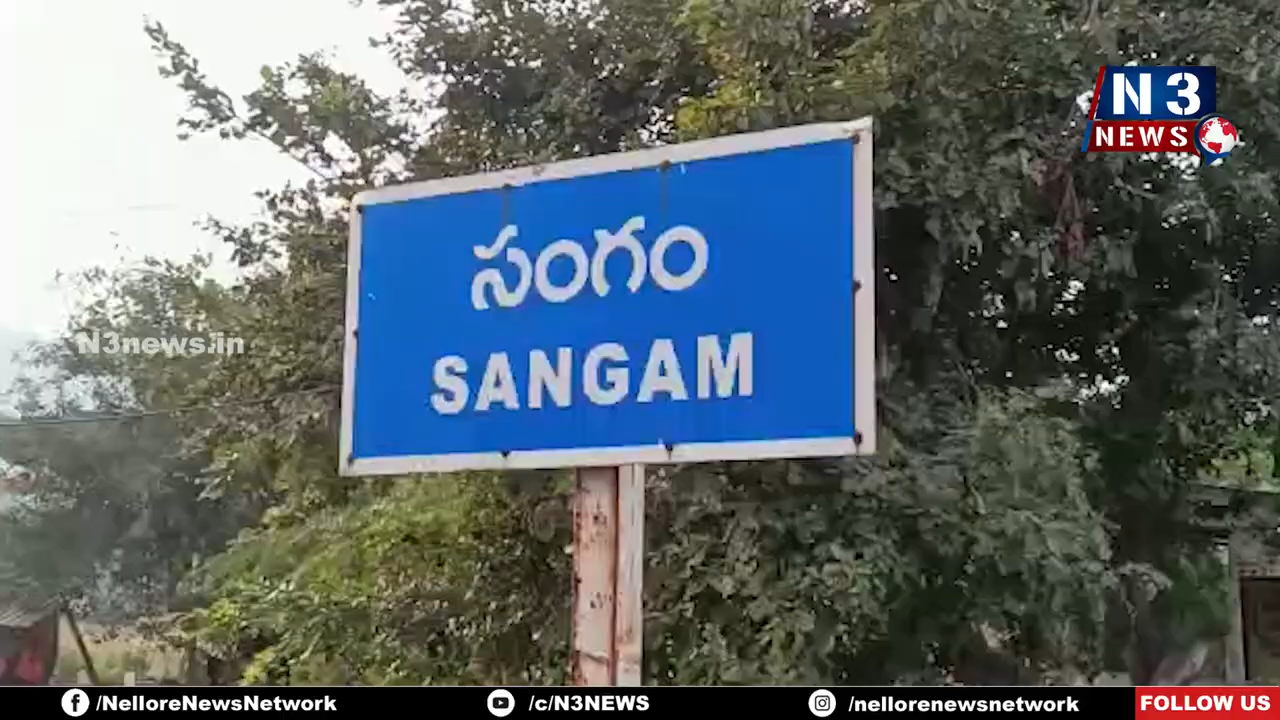 N3
NEWS
సంగం
SANGAM
N3news.in
/NelloreNewsNetwork
/c/N3NEWS
/nellorenewsnetwork
FOLLOW US